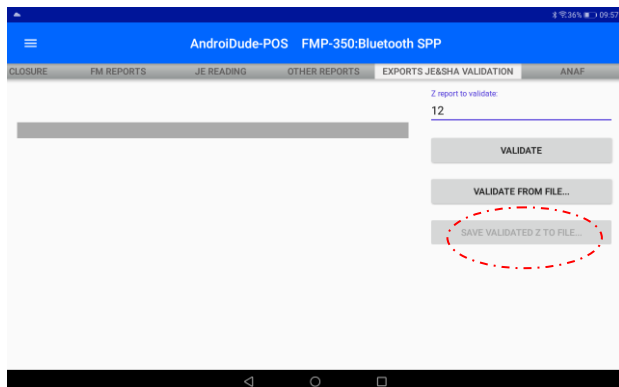 36% 09:57
AndroiDude-POS FMP-350:Bluetooth SPP
CLOSURE FM REPORTS JE READING OTHER REPORTS EXPORTS JE&SHA VALIDATION ANAF
Z report to validate:
12
VALIDATE
VALIDATE FROM FILE...
SAVE VALIDATED Z TO FILE...